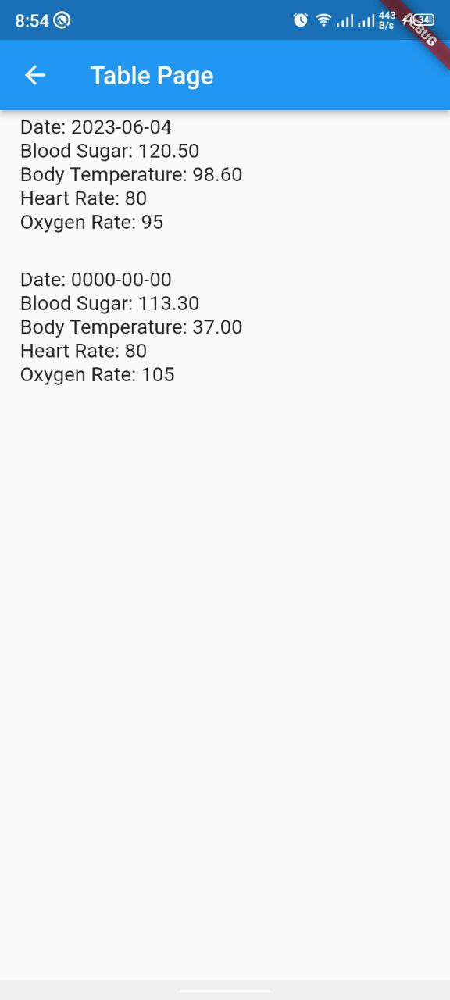 8:54 443 B/s 34
DEBUG
Table Page
Date: 2023-06-04
Blood Sugar: 120.50
Body Temperature: 98.60
Heart Rate: 80
Oxygen Rate: 95
Date: 0000-00-00
Blood Sugar: 113.30
Body Temperature: 37.00
Heart Rate: 80
Oxygen Rate: 105